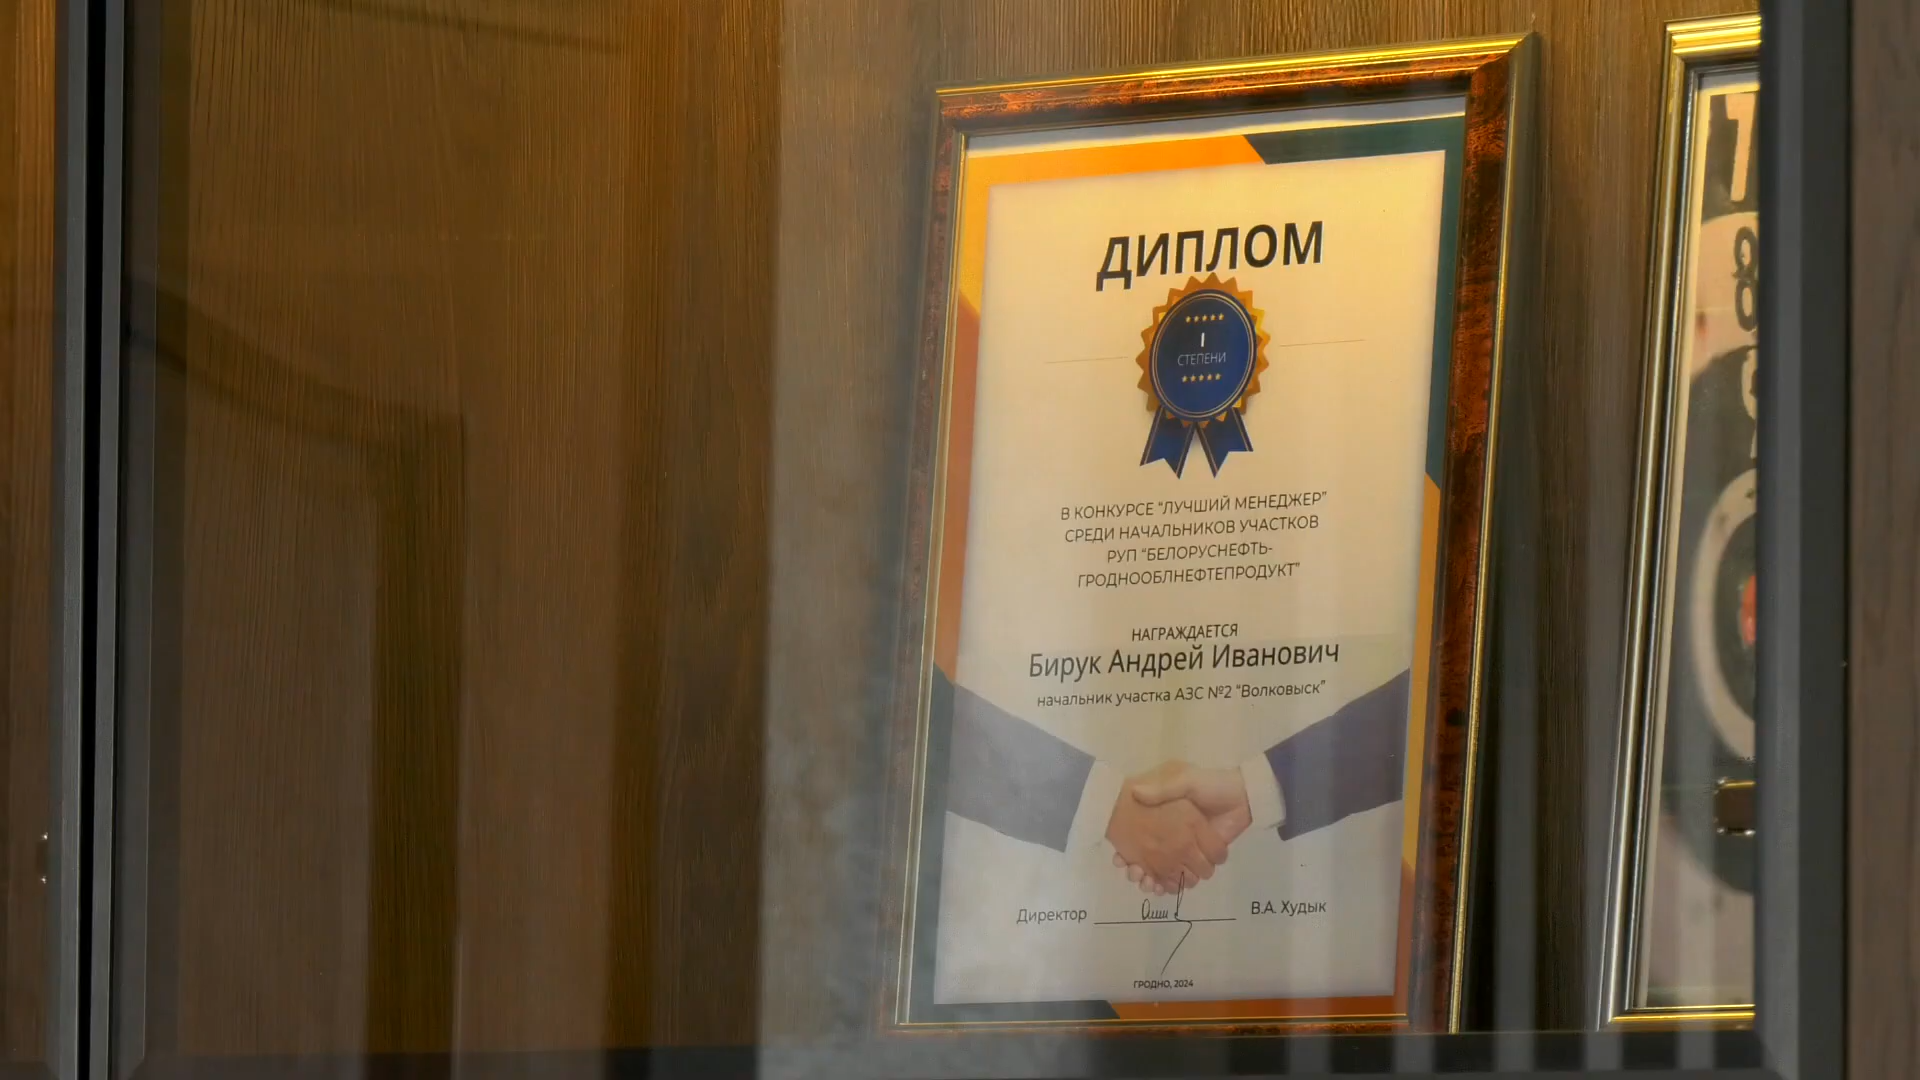 ДИПЛОМ
I
СТЕПЕНИ
В КОНКУРСЕ “ЛУЧШИЙ МЕНЕДЖЕР”
СРЕДИ НАЧАЛЬНИКОВ УЧАСТКОВ
РУП “БЕЛОРУСНЕФТЬ-
ГРОДНООБЛНЕФТЕПРОДУКТ”
НАГРАЖДАЕТСЯ
Бирук Андрей Иванович
начальник участка АЗС №2 “Волковыск”
Директор В.А. Худык
ГРОДНО, 2024